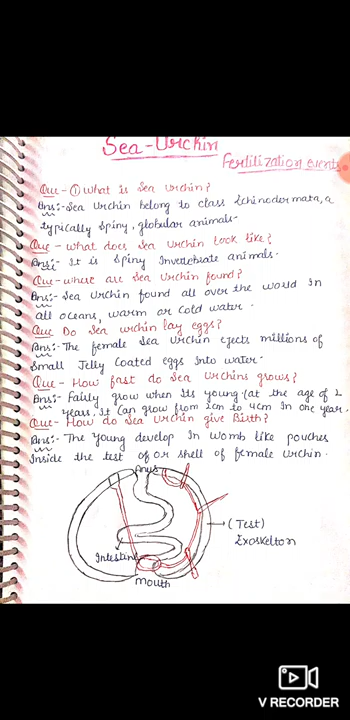 Sea-Urchin
Fertilization events
Que - ① What is Sea Urchin?
Ans:- Sea Urchin belong to class Echinodermata, a
typically Spiny, globular animals-
Que - What does Sea Urchin look like?
Ans:- It is Spiny Invertebrate animals.
Que - where are Sea Urchin found?
Ans:- Sea Urchin found all over the world In
all oceans, warm or cold water.
Que Do Sea urchin lay eggs?
Ans:- The female Sea Urchin ejects millions of
Small Jelly Coated eggs Into water-
Que - How fast do Sea Urchins grows?
Ans:- Fairly grow when Its young (at the age of 2
years, It Can grow from 2cm to 4cm In one year.
Que - How do Sea Urchin give Birth?
Ans:- The young develop In womb like pouches
Inside the test of or shell of female Urchin.
Anus
(Test)
Exoskelton
Intestine
Mouth
V RECORDER